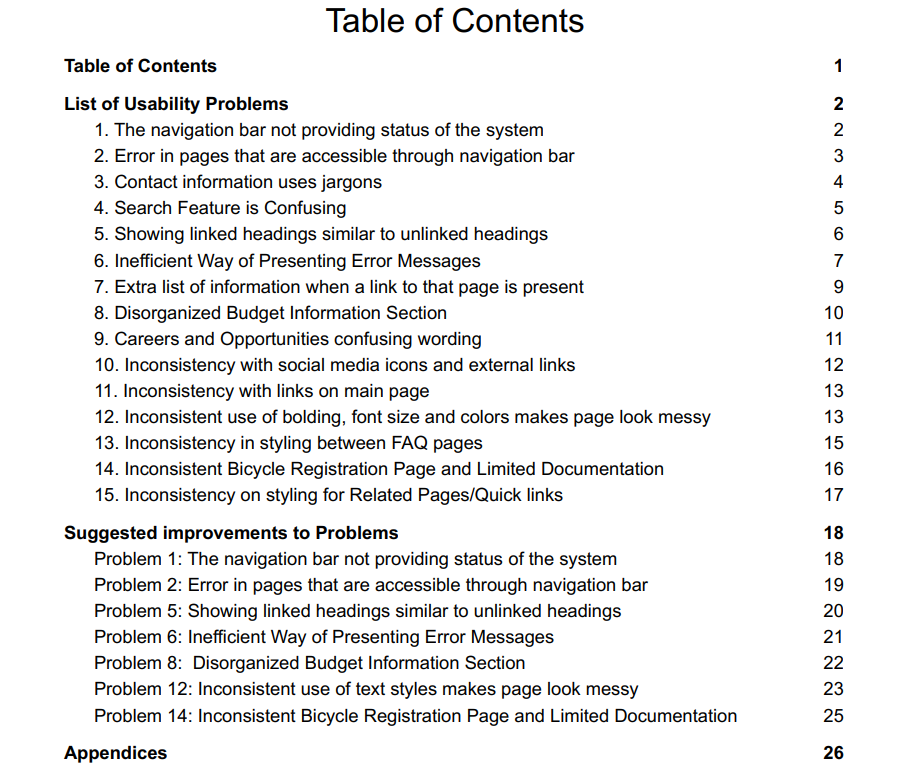 Table of Contents
Table of Contents 1
List of Usability Problems 2
1. The navigation bar not providing status of the system 2
2. Error in pages that are accessible through navigation bar 3
3. Contact information uses jargons 4
4. Search Feature is Confusing 5
5. Showing linked headings similar to unlinked headings 6
6. Inefficient Way of Presenting Error Messages 7
7. Extra list of information when a link to that page is present 9
8. Disorganized Budget Information Section 10
9. Careers and Opportunities confusing wording 11
10. Inconsistency with social media icons and external links 12
11. Inconsistency with links on main page 13
12. Inconsistent use of bolding, font size and colors makes page look messy 13
13. Inconsistency in styling between FAQ pages 15
14. Inconsistent Bicycle Registration Page and Limited Documentation 16
15. Inconsistency on styling for Related Pages/Quick links 17
Suggested improvements to Problems 18
Problem 1: The navigation bar not providing status of the system 18
Problem 2: Error in pages that are accessible through navigation bar 19
Problem 5: Showing linked headings similar to unlinked headings 20
Problem 6: Inefficient Way of Presenting Error Messages 21
Problem 8:  Disorganized Budget Information Section 22
Problem 12: Inconsistent use of text styles makes page look messy 23
Problem 14: Inconsistent Bicycle Registration Page and Limited Documentation 25
Appendices 26